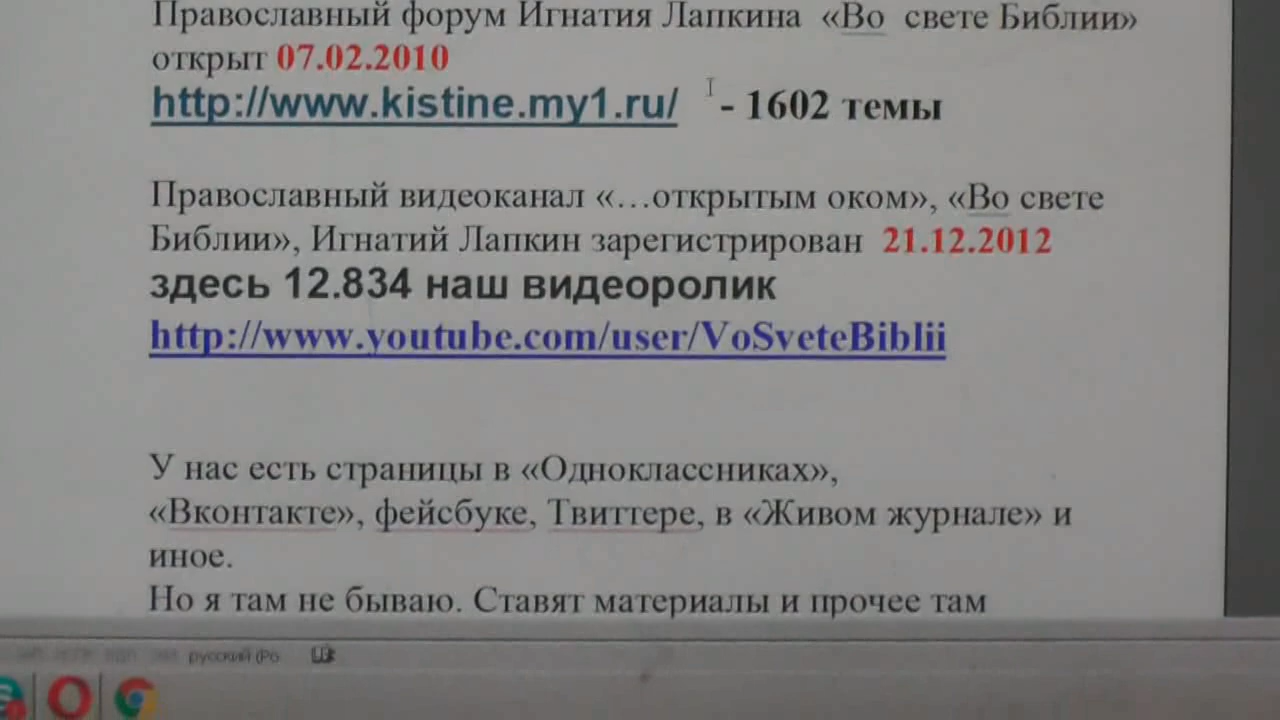 Православный форум Игнатия Лапкина «Во свете Библии»
открыт 07.02.2010
http://www.kistine.my1.ru/ - 1602 темы
Православный видеоканал «…открытым оком», «Во свете
Библии», Игнатий Лапкин зарегистрирован 21.12.2012
здесь 12.834 наш видеоролик
http://www.youtube.com/user/VoSveteBiblii
У нас есть страницы в «Одноклассниках»,
«Вконтакте», фейсбуке, Твиттере, в «Живом журнале» и
иное.
Но я там не бываю. Ставят материалы и прочее там
русский (Ро